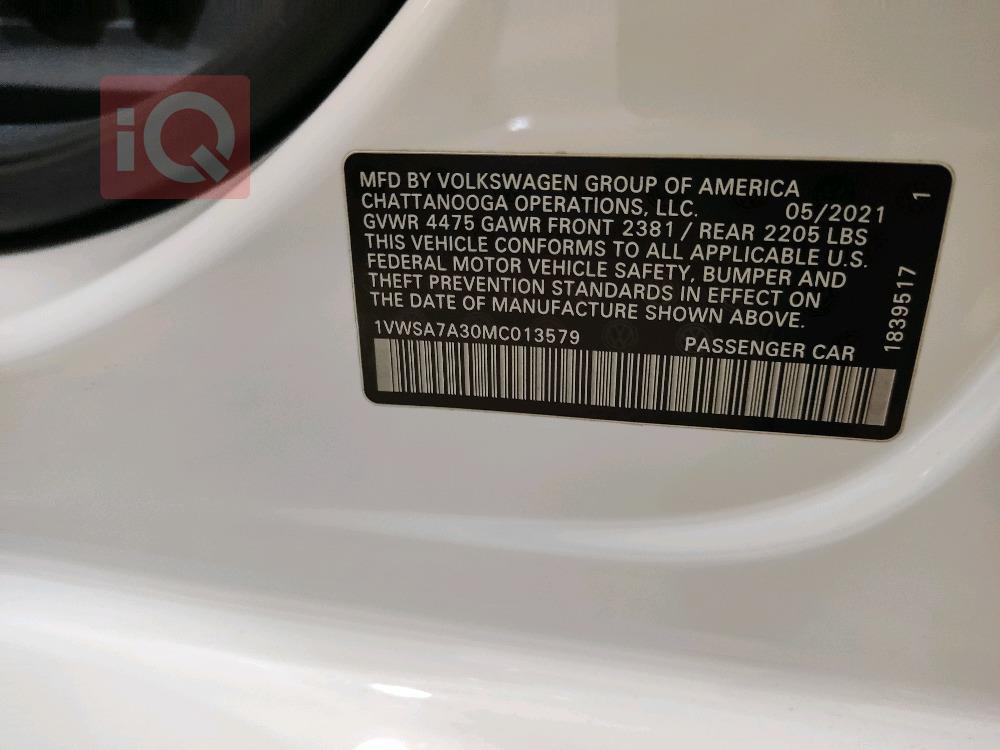 iQ
MFD BY VOLKSWAGEN GROUP OF AMERICA
CHATTANOOGA OPERATIONS, LLC. 05/2021
GVWR 4475 GAWR FRONT 2381 / REAR 2205 LBS
THIS VEHICLE CONFORMS TO ALL APPLICABLE U.S.
FEDERAL MOTOR VEHICLE SAFETY, BUMPER AND
THEFT PREVENTION STANDARDS IN EFFECT ON
THE DATE OF MANUFACTURE SHOWN ABOVE.
1VWSA7A30MC013579 PASSENGER CAR
1839517 1